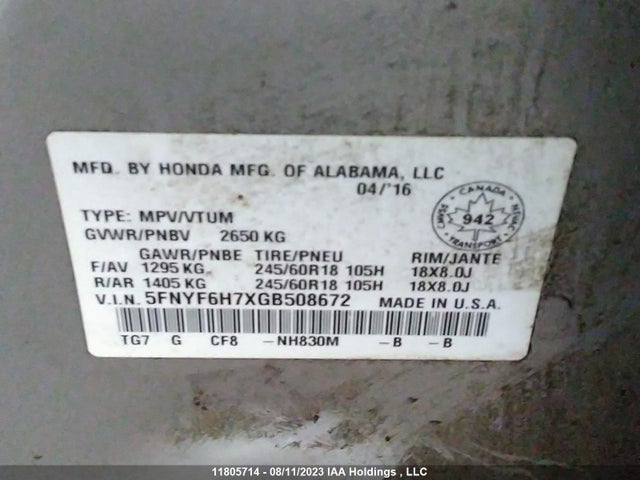 MFD. BY HONDA MFG. OF ALABAMA, LLC
04/'16
TYPE: MPV/VTUM
GVWR/PNBV 2650 KG
GAWR/PNBE TIRE/PNEU RIM/JANTE
F/AV 1295 KG 245/60R18 105H 18X8.0J
R/AR 1405 KG 245/60R18 105H 18X8.0J
V.I.N. 5FNYF6H7XGB508672 MADE IN U.S.A.
TG7 G CF8 -NH830M -B -B
CANADA
CMVSS 942 NSVAC
TRANSPORT
11805714 - 08/11/2023 IAA Holdings , LLC